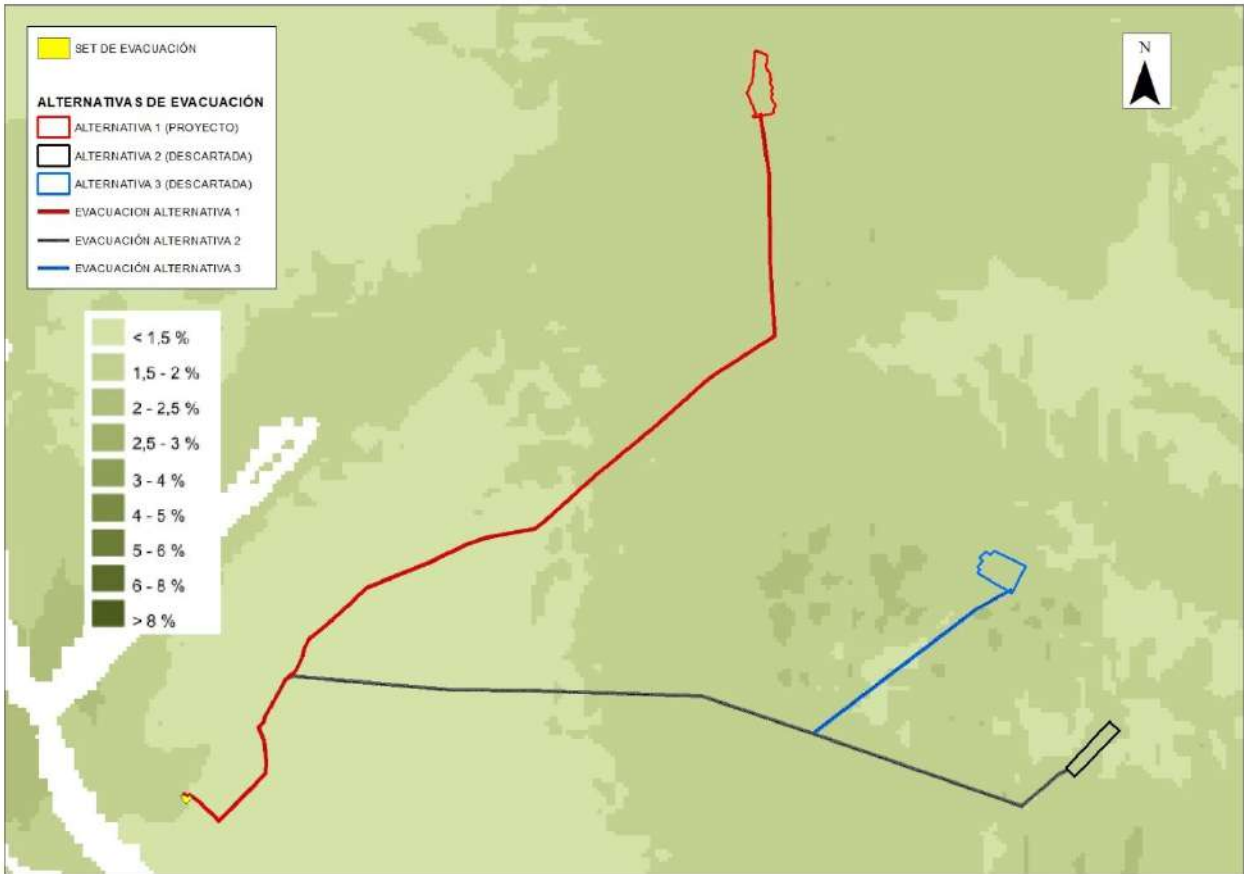 SET DE EVACUACIÓN
ALTERNATIVAS DE EVACUACIÓN
ALTERNATIVA 1 (PROYECTO)
ALTERNATIVA 2 (DESCARTADA)
ALTERNATIVA 3 (DESCARTADA)
EVACUACION ALTERNATIVA 1
EVACUACIÓN ALTERNATIVA 2
EVACUACIÓN ALTERNATIVA 3
N
< 1,5 %
1,5 - 2 %
2 - 2,5 %
2,5 - 3 %
3 - 4 %
4 - 5 %
5 - 6 %
6 - 8 %
> 8 %